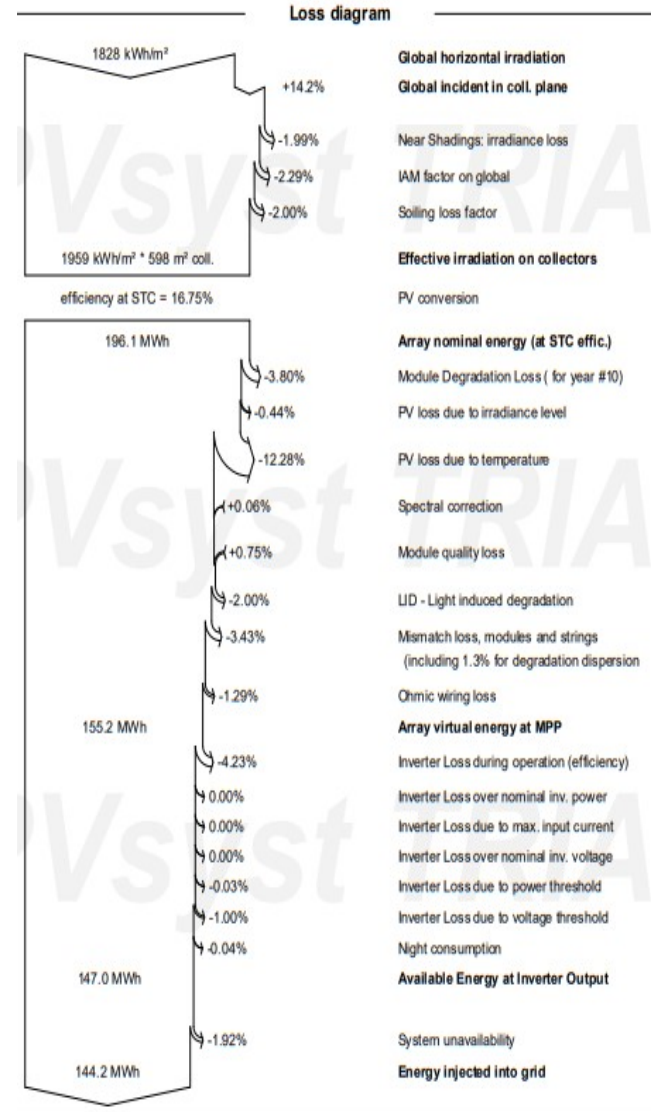 Loss diagram
1828 kWh/m² Global horizontal irradiation
+14.2% Global incident in coll. plane
-1.99% Near Shadings: irradiance loss
-2.29% IAM factor on global
-2.00% Soiling loss factor
1959 kWh/m² * 598 m² coll. Effective irradiation on collectors
efficiency at STC = 16.75% PV conversion
196.1 MWh Array nominal energy (at STC effic.)
-3.80% Module Degradation Loss ( for year #10)
-0.44% PV loss due to irradiance level
-12.28% PV loss due to temperature
+0.06% Spectral correction
+0.75% Module quality loss
-2.00% LID - Light induced degradation
-3.43% Mismatch loss, modules and strings
(including 1.3% for degradation dispersion
-1.29% Ohmic wiring loss
155.2 MWh Array virtual energy at MPP
-4.23% Inverter Loss during operation (efficiency)
0.00% Inverter Loss over nominal inv. power
0.00% Inverter Loss due to max. input current
0.00% Inverter Loss over nominal inv. voltage
-0.03% Inverter Loss due to power threshold
-1.00% Inverter Loss due to voltage threshold
-0.04% Night consumption
147.0 MWh Available Energy at Inverter Output
-1.92% System unavailability
144.2 MWh Energy injected into grid
PVsyst TRIA
PVsyst TRIA
PVsyst TRIA